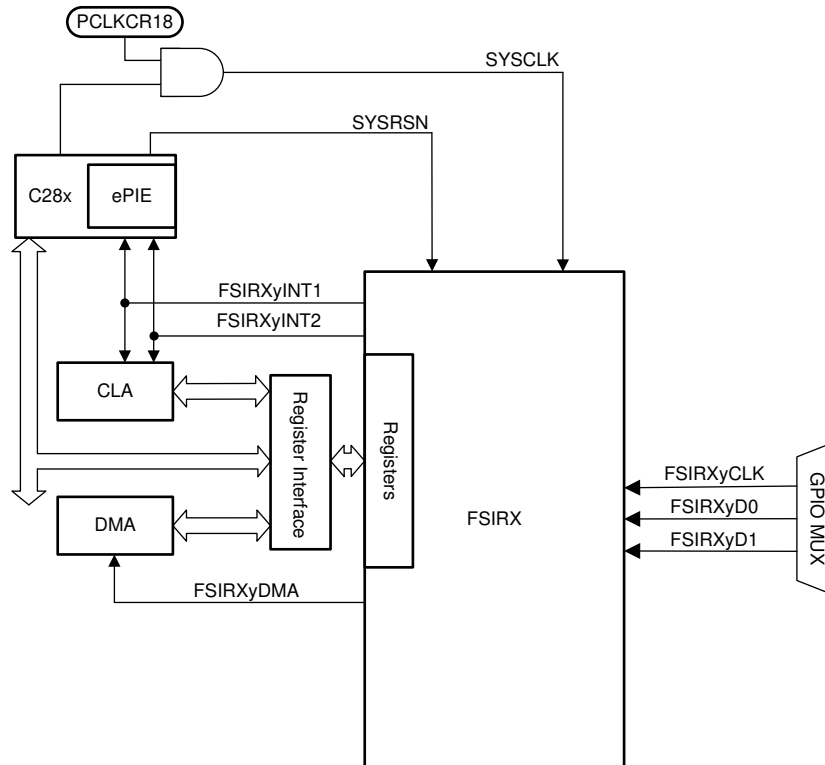 PCLKCR18
SYSCLK
SYSRSN
C28x
ePIE
FSIRXyINT1
FSIRXyINT2
CLA
Register Interface
Registers
FSIRXyCLK
FSIRXyD0
FSIRXyD1
GPIO MUX
FSIRX
DMA
FSIRXyDMA